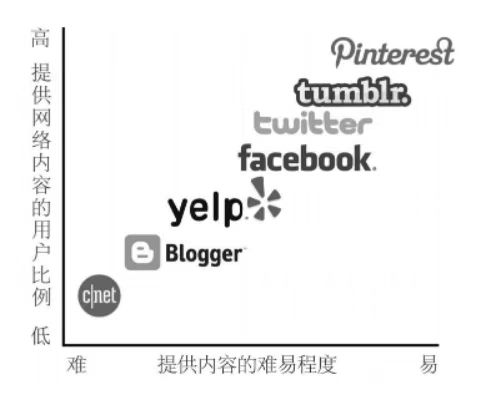 高
提供网络内容的用户比例
低
Pinterest
tumblr.
twitter
facebook.
yelp
Blogger
c|net
难
提供内容的难易程度
易